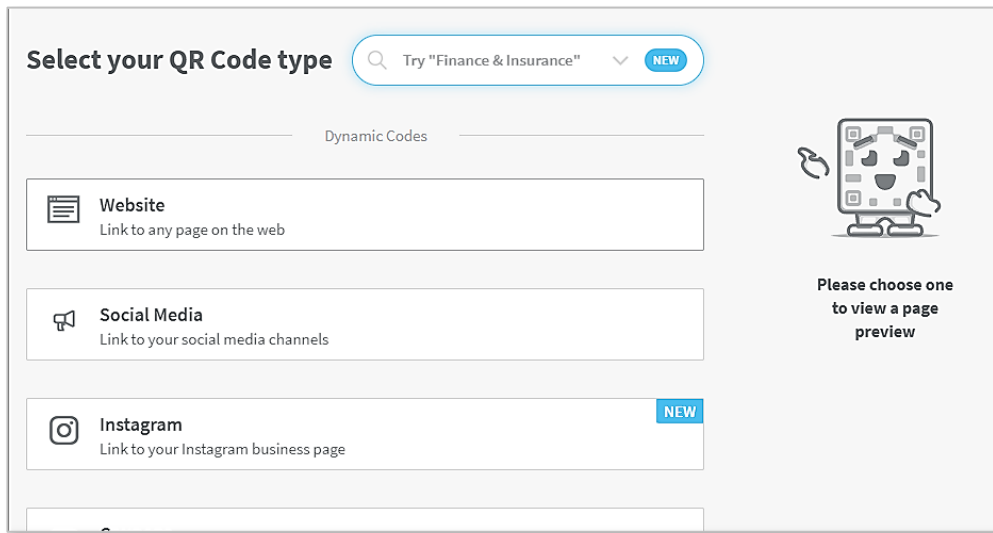 Select your QR Code type
Try "Finance & Insurance"
NEW
Dynamic Codes
Website
Link to any page on the web
Social Media
Link to your social media channels
Instagram
NEW
Link to your Instagram business page
Please choose one
to view a page
preview